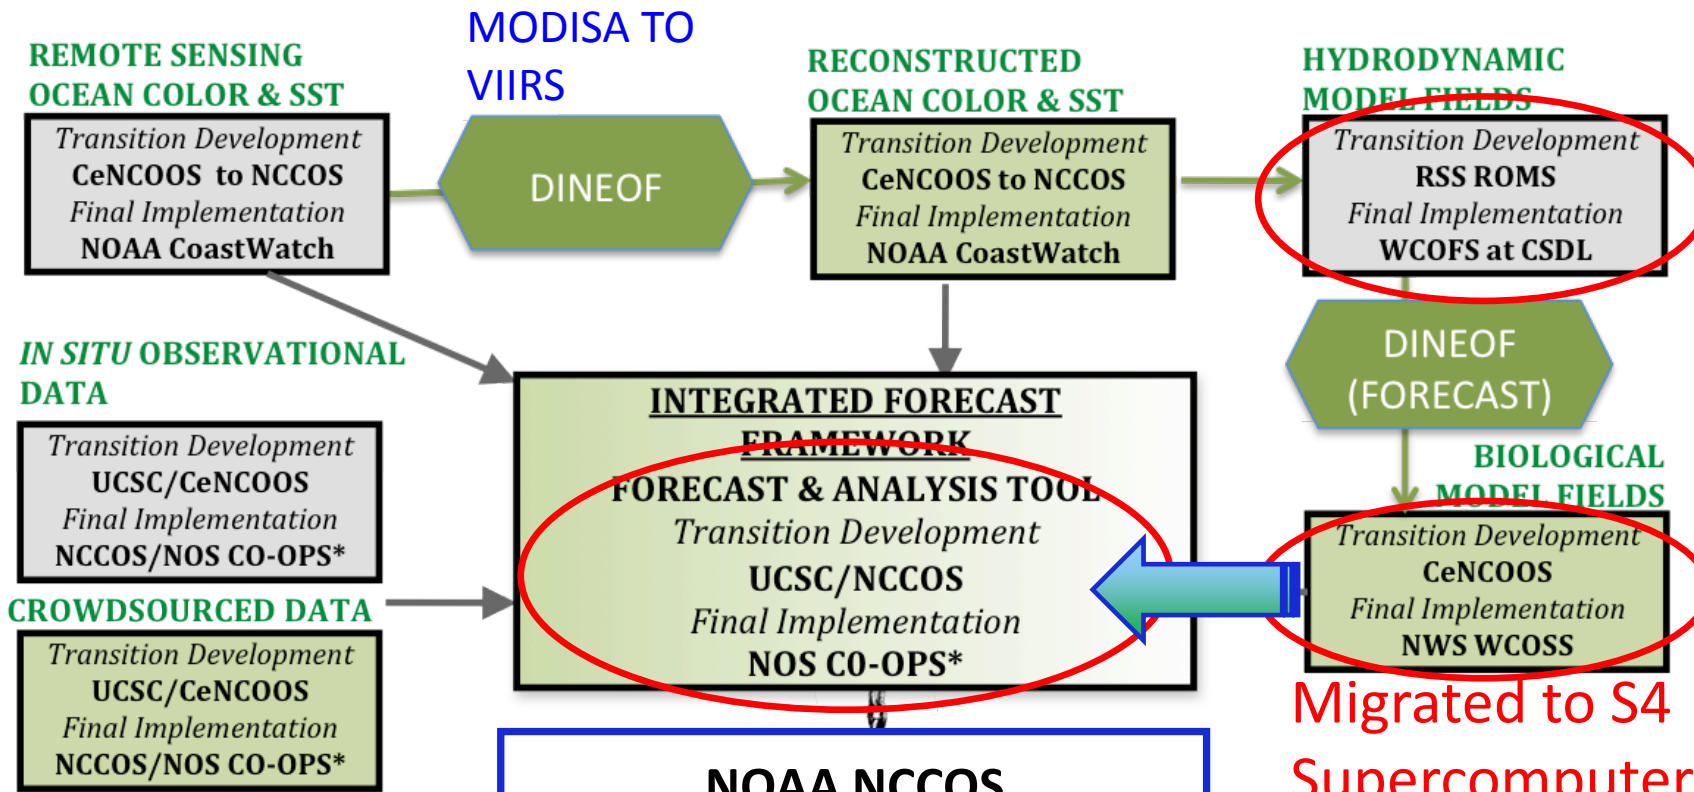 MODISA TO
VIIRS
REMOTE SENSING
OCEAN COLOR & SST
Transition Development
CeNCOOS to NCCOS
Final Implementation
NOAA CoastWatch
DINEOF
RECONSTRUCTED
OCEAN COLOR & SST
Transition Development
CeNCOOS to NCCOS
Final Implementation
NOAA CoastWatch
HYDRODYNAMIC
MODEL FIELDS
Transition Development
RSS ROMS
Final Implementation
WCOFS at CSDL
DINEOF
(FORECAST)
IN SITU OBSERVATIONAL
DATA
Transition Development
UCSC/CeNCOOS
Final Implementation
NCCOS/NOS CO-OPS*
CROWDSOURCED DATA
Transition Development
UCSC/CeNCOOS
Final Implementation
NCCOS/NOS CO-OPS*
INTEGRATED FORECAST
FRAMEWORK
FORECAST & ANALYSIS TOOL
Transition Development
UCSC/NCCOS
Final Implementation
NOS C0-OPS*
BIOLOGICAL
MODEL FIELDS
Transition Development
CeNCOOS
Final Implementation
NWS WCOSS
Migrated to S4
Supercomputer
NOAA NCCOS